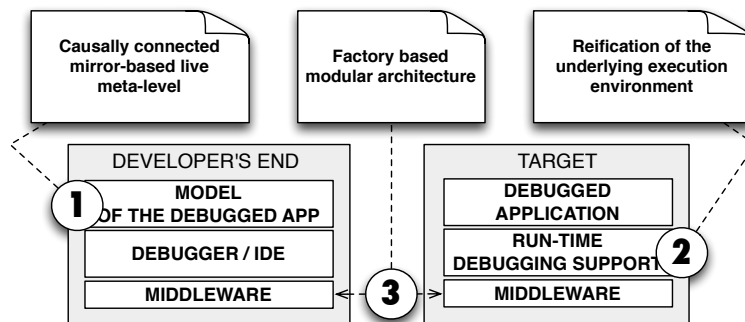 Causally connected
mirror-based live
meta-level
Factory based
modular architecture
Reification of the
underlying execution
environment
DEVELOPER'S END
TARGET
1
MODEL
OF THE DEBUGGED APP
DEBUGGER / IDE
MIDDLEWARE
3
DEBUGGED
APPLICATION
RUN-TIME
DEBUGGING SUPPORT
2
MIDDLEWARE